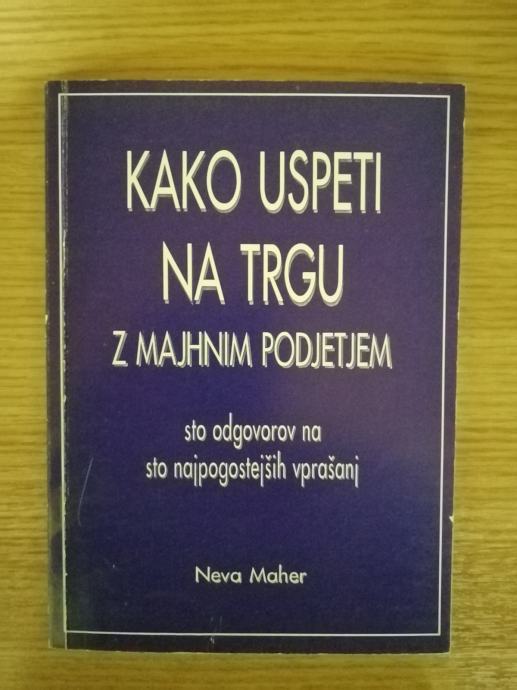 KAKO USPETI
NA TRGU
Z MAJHNIM PODJETJEM
sto odgovorov na
sto najpogostejših vprašanj
Neva Maher